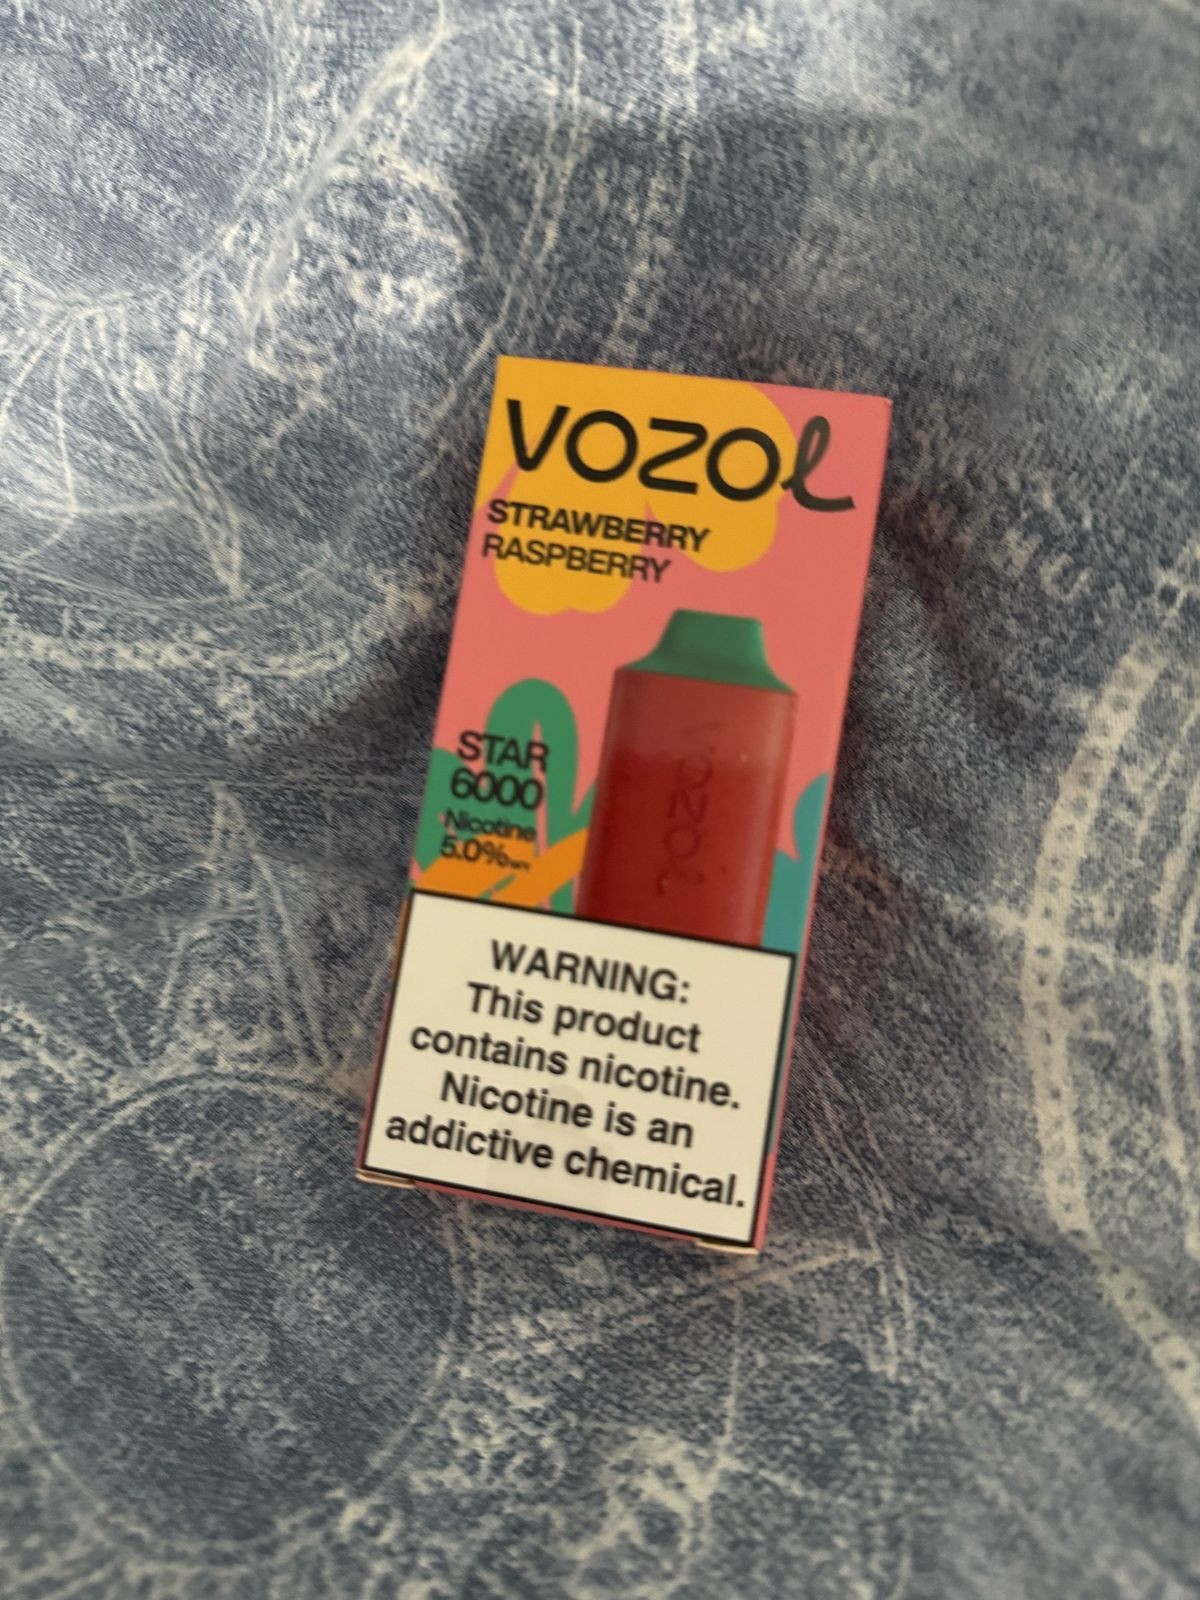 VOZOL
STRAWBERRY
RASPBERRY
STAR
6000
Nicotine
5.0%
VOZOL
WARNING:
This product
contains nicotine.
Nicotine is an
addictive chemical.